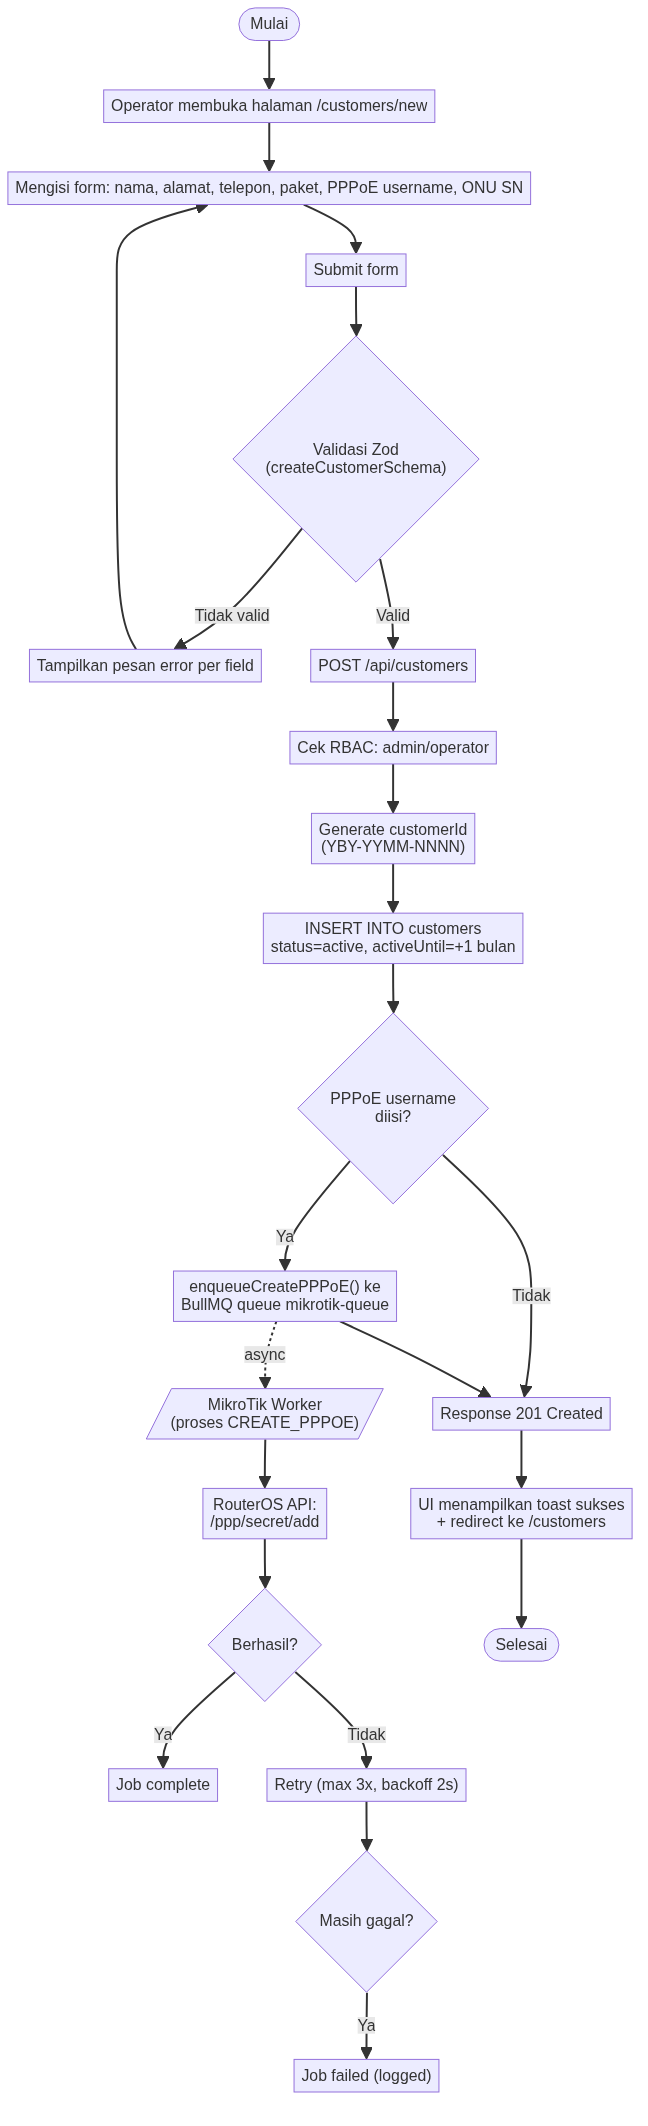 Mulai
Operator membuka halaman /customers/new
Mengisi form: nama, alamat, telepon, paket, PPPoE username, ONU SN
Submit form
Validasi Zod
(createCustomerSchema)
Tidak valid
Valid
Tampilkan pesan error per field
POST /api/customers
Cek RBAC: admin/operator
Generate customerId
(YBY-YYMM-NNNN)
INSERT INTO customers
status=active, activeUntil=+1 bulan
PPPoE username
diisi?
Ya
Tidak
enqueueCreatePPPoE() ke
BullMQ queue mikrotik-queue
async
MikroTik Worker
(proses CREATE_PPPOE)
Response 201 Created
RouterOS API:
/ppp/secret/add
UI menampilkan toast sukses
+ redirect ke /customers
Berhasil?
Selesai
Ya
Tidak
Job complete
Retry (max 3x, backoff 2s)
Masih gagal?
Ya
Job failed (logged)